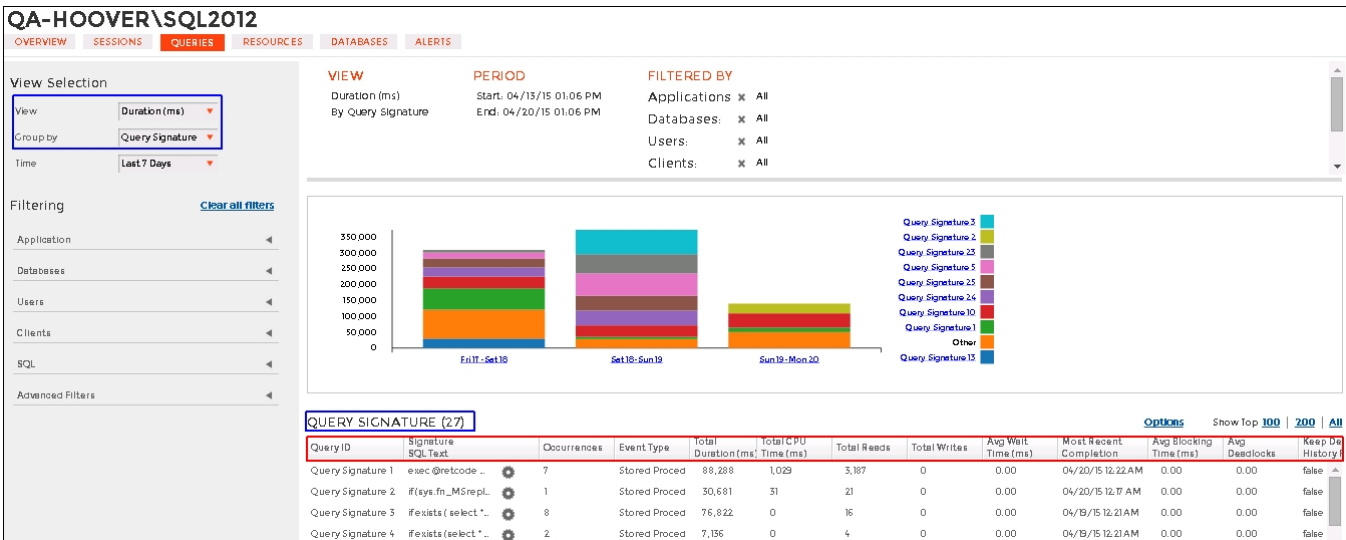 QA-HOOVER\SQL2012
OVERVIEW SESSIONS QUERIES RESOURCES DATABASES ALERTS
View Selection
View Duration (ms)
Group by Query Signature
Time Last 7 Days
Filtering Clear all filters
Application
Databases
Users
Clients
SQL
Advanced Filters
VIEW PERIOD FILTERED BY
Duration (ms) Start: 04/13/15 01:06 PM Applications x All
By Query Signature End: 04/20/15 01:06 PM Databases: x All
Users: x All
Clients: x All
350,000
300,000
250,000
200,000
150,000
100,000
50,000
0
Fri 17 - Sat 18 Sat 18 - Sun 19 Sun 19 - Mon 20
Query Signature 3
Query Signature 2
Query Signature 23
Query Signature 5
Query Signature 25
Query Signature 24
Query Signature 10
Query Signature 1
Other
Query Signature 13
QUERY SIGNATURE (27) Options Show Top 100 | 200 | All
Query ID Signature SQL Text Occurrences Event Type Total Duration (ms) Total CPU Time (ms) Total Reads Total Writes Avg Wait Time (ms) Most Recent Completion Avg Blocking Time (ms) Avg Deadlocks Keep De History
Query Signature 1 exec @retcode ... 7 Stored Proced 88,288 1,029 3,187 0 0.00 04/20/15 12:22 AM 0.00 0.00 false
Query Signature 2 if(sys.fn_MSrepl... 1 Stored Proced 30,681 31 21 0 0.00 04/20/15 12:17 AM 0.00 0.00 false
Query Signature 3 if exists ( select *... 8 Stored Proced 76,822 0 16 0 0.00 04/19/15 12:21 AM 0.00 0.00 false
Query Signature 4 if exists (select *... 2 Stored Proced 7,136 0 4 0 0.00 04/19/15 12:21 AM 0.00 0.00 false